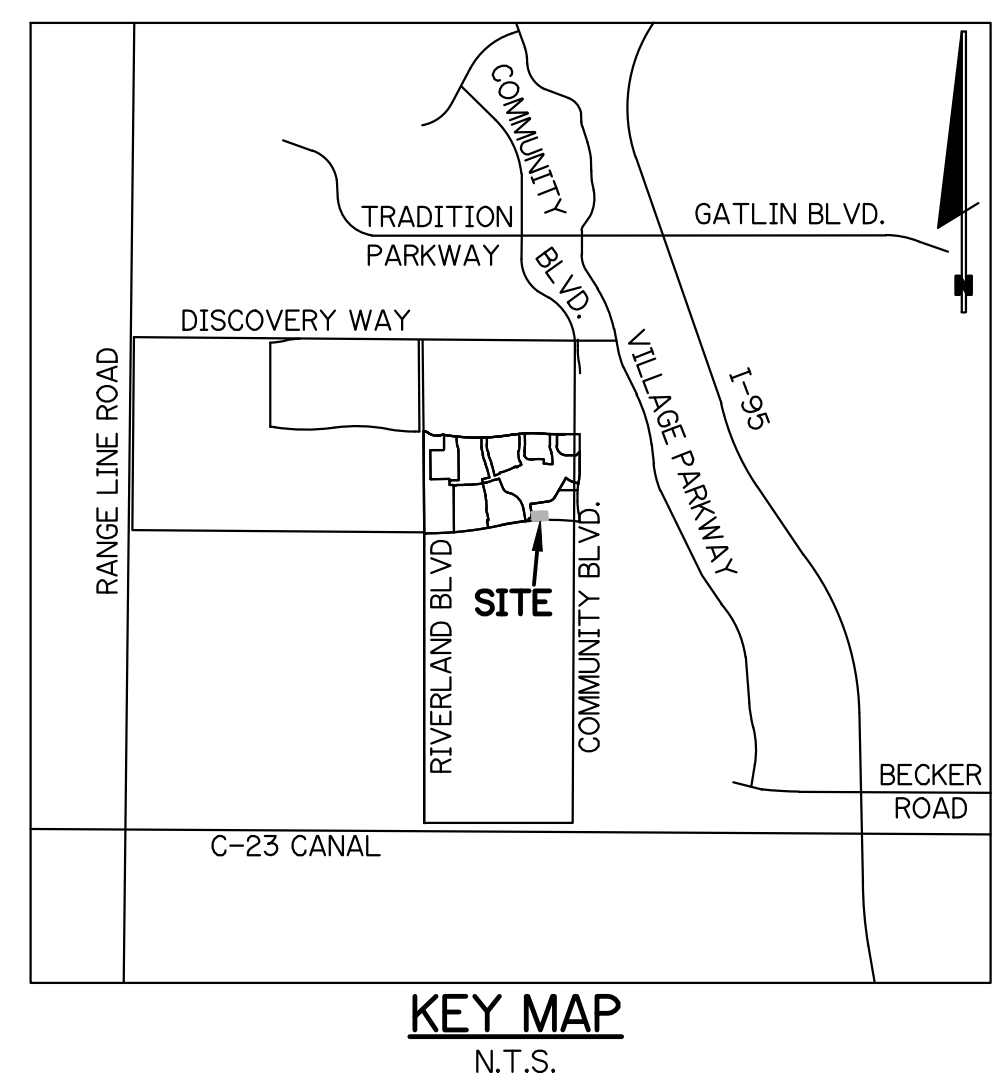 COMMUNITY
BLVD.
TRADITION
PARKWAY
GATLIN BLVD.
N
DISCOVERY WAY
RANGE LINE ROAD
VILLAGE PARKWAY
I-95
SITE
RIVERLAND BLVD
COMMUNITY BLVD.
BECKER
ROAD
C-23 CANAL
KEY MAP
N.T.S.